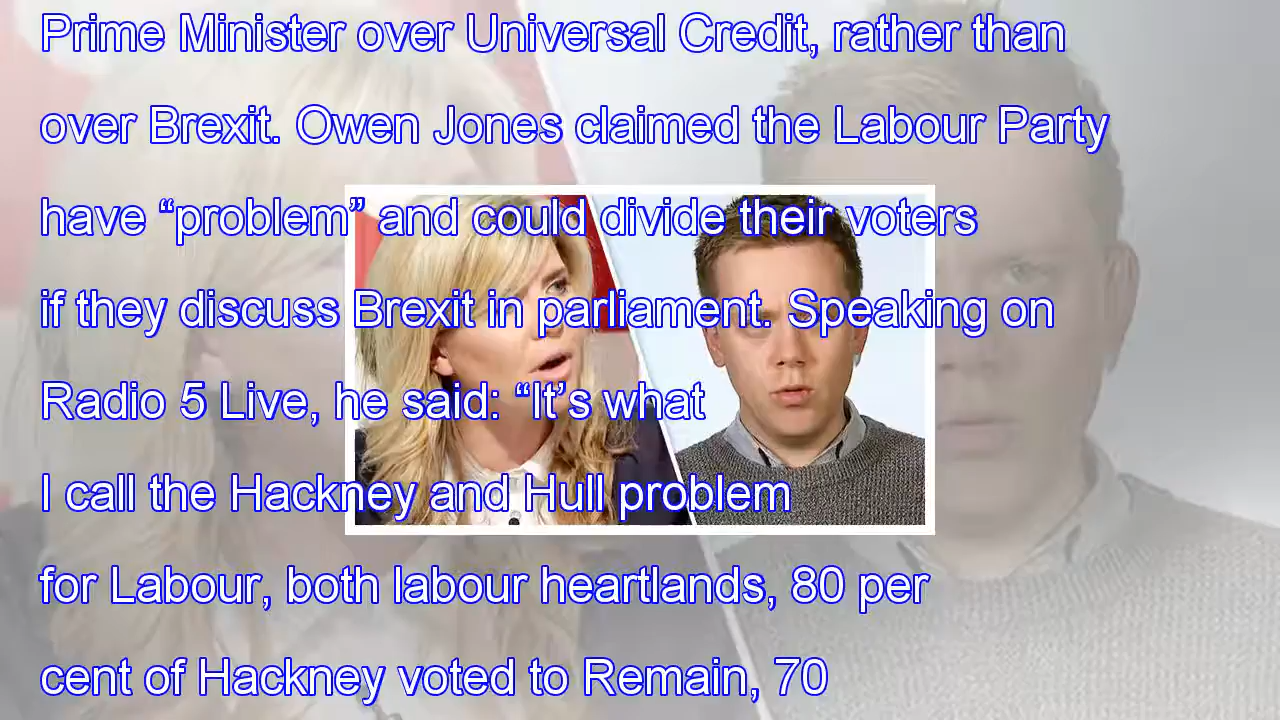 Prime Minister over Universal Credit, rather than
over Brexit. Owen Jones claimed the Labour Party
have “problem” and could divide their voters
if they discuss Brexit in parliament. Speaking on
Radio 5 Live, he said: “It’s what
I call the Hackney and Hull problem
for Labour, both labour heartlands, 80 per
cent of Hackney voted to Remain, 70